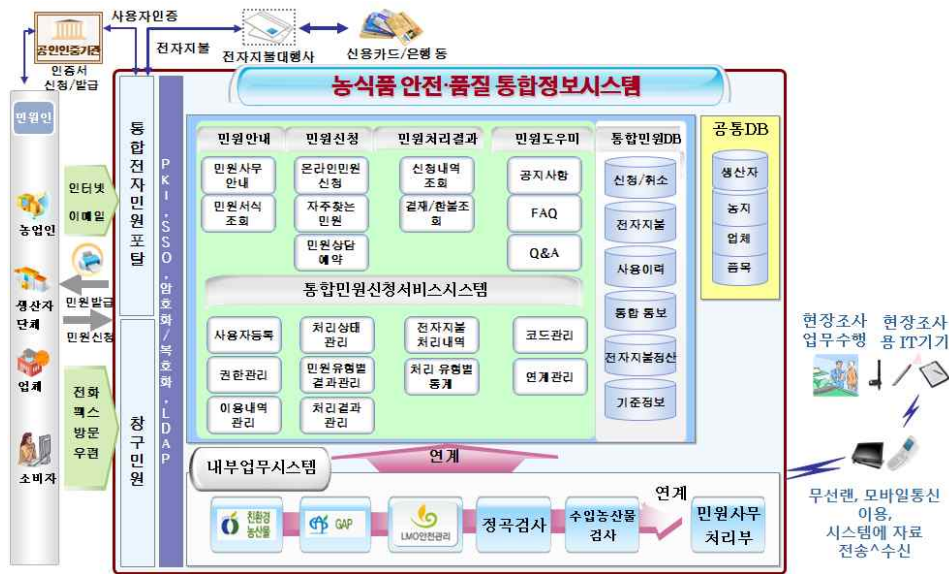 사용자인증
공인인증기관
전자지불
전자지불대행사
신용카드/은행 등
인증서
신청/발급
농식품 안전·품질 통합정보시스템
민원인
농업인
생산자
단체
업체
소비자
인터넷
이메일
민원발급
민원신청
전화
팩스
방문
우편
통합전자민원포탈
창구민원
PKI, SSO, 암호화/복호화, LDAP
민원안내
민원신청
민원처리결과
민원도우미
통합민원DB
민원사무
안내
온라인민원
신청
신청내역
조회
공지사항
신청/취소
민원서식
조회
자주찾는
민원
결재/환불조
회
FAQ
전자지불
민원상담
예약
Q&A
사용이력
통합민원신청서비스시스템
통합 통보
사용자등록
처리상태
관리
전자지불
처리내역
코드관리
전자지불정산
권한관리
민원유형별
결과관리
처리 유형별
통계
연계관리
기준정보
이용내역
관리
처리결과
관리
공통DB
생산자
농지
업체
품목
현장조사
업무수행
현장조사
용 IT기기
무선랜, 모바일통신
이용,
시스템에 자료
전송^수신
연계
내부업무시스템
친환경
농산물
GAP
LMO안전관리
정곡검사
수입농산물
검사
연계
민원사무
처리부